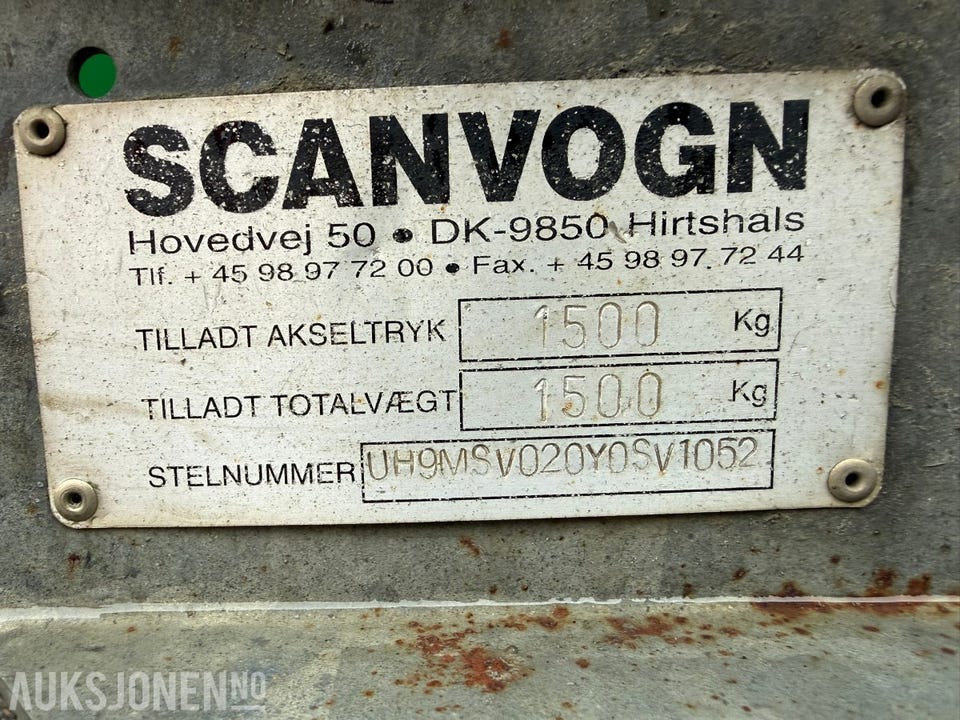 SCANVOGN
Hovedvej 50 • DK-9850 Hirtshals
Tlf. + 45 98 97 72 00 • Fax. + 45 98 97 72 44
TILLADT AKSELTRYK 1500 Kg
TILLADT TOTALVÆGT 1500 Kg
STELNUMMER UH9MSV020Y0SV1052
AUKSJONEN NO